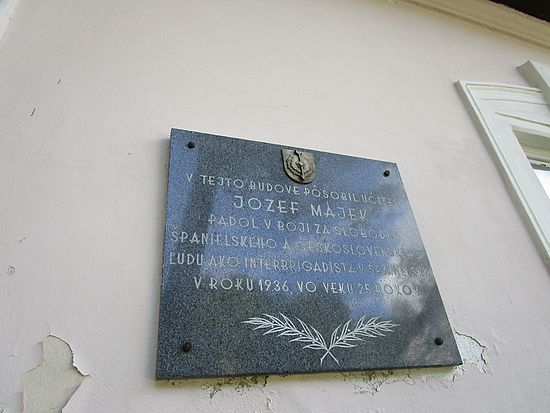 V TEJTO BUDOVE PÔSOBIL UČITEĽ
JOZEF MÁJEK
PADOL V BOJI ZA SLOBODU
ŠPANIELSKEHO A ČESKOSLOVENSKÉHO
ĽUDU AKO INTERBRIGADISTA V ŠPANIELSKU
V ROKU 1936, VO VEKU 25 ROKOV